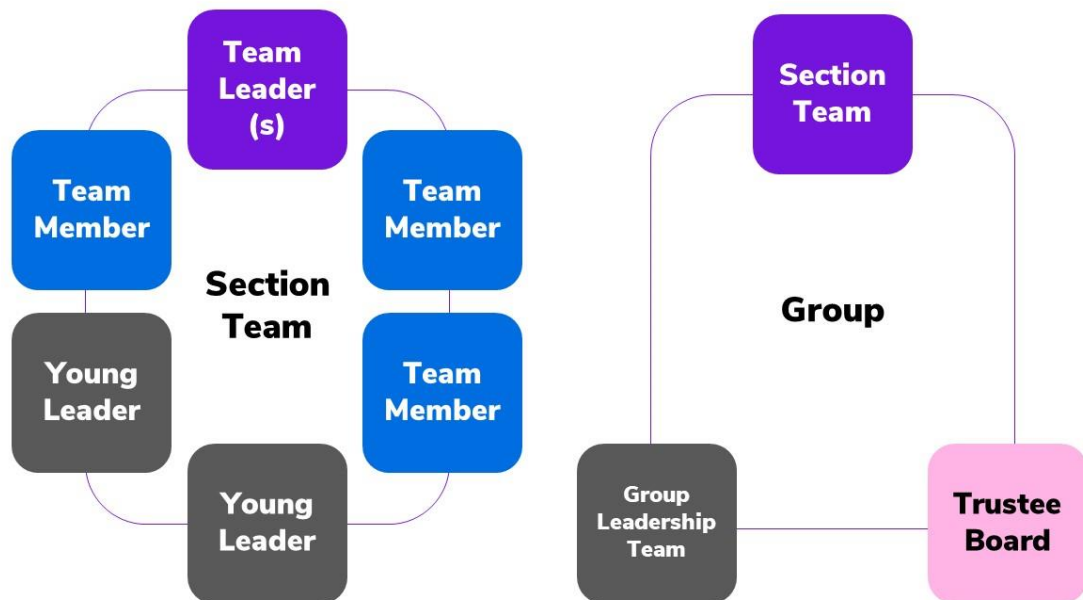 Team
Leader
(s)
Team
Member
Team
Member
Section
Team
Young
Leader
Team
Member
Young
Leader
Section
Team
Group
Group
Leadership
Team
Trustee
Board